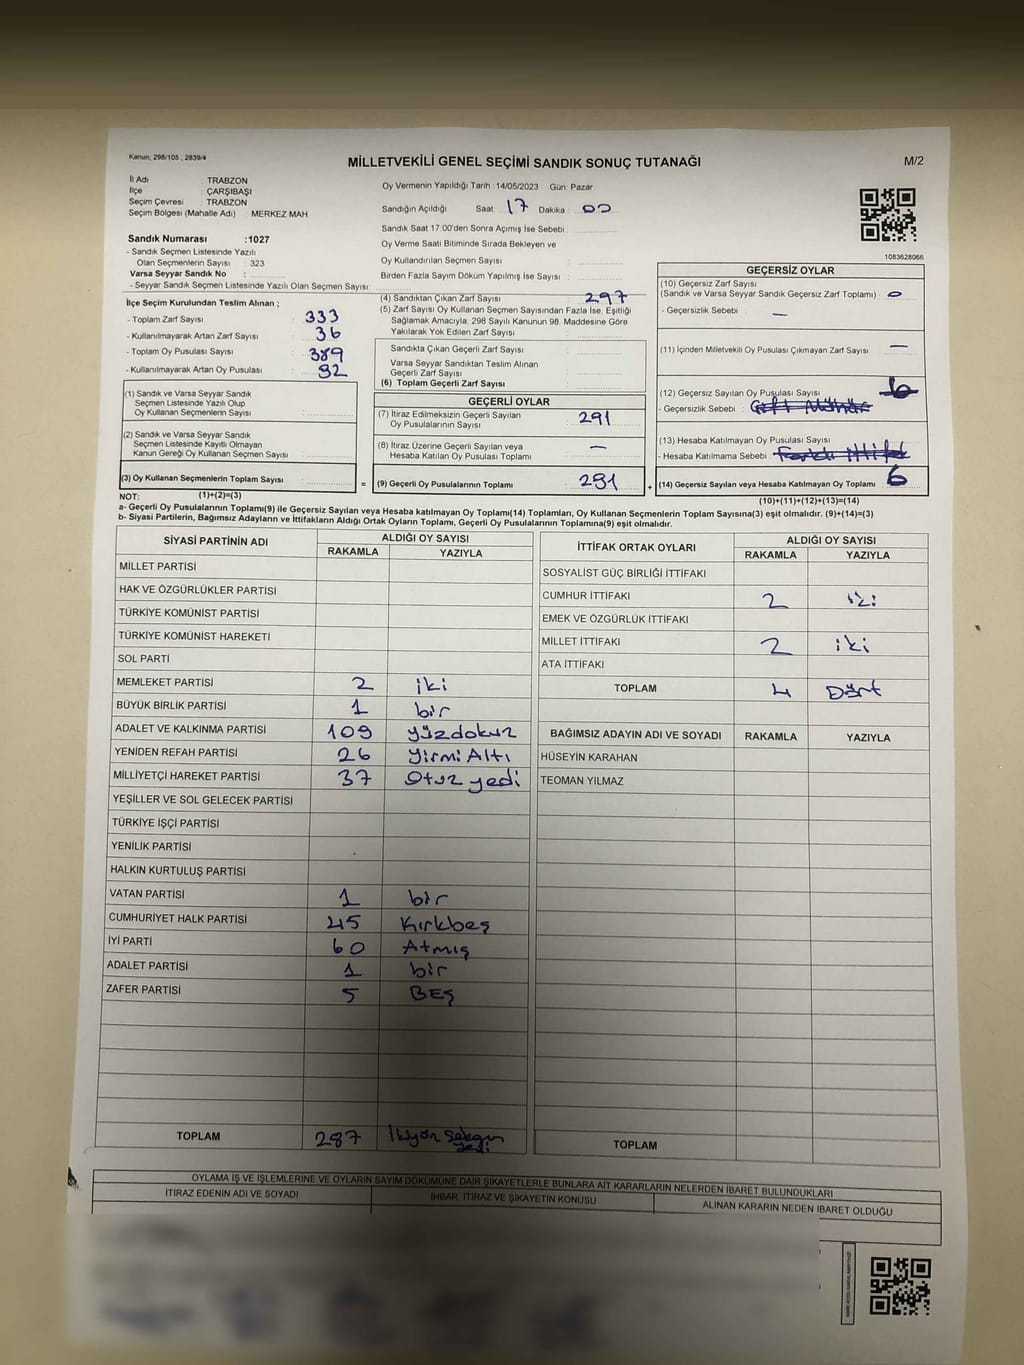 Kanun, 298/105 , 2839/4
MİLLETVEKİLİ GENEL SEÇİMİ SANDIK SONUÇ TUTANAĞI
M/2
İl Adı : TRABZON
İlçe : ÇARŞIBAŞI
Seçim Çevresi : TRABZON
Seçim Bölgesi (Mahalle Adı) : MERKEZ MAH
Sandık Numarası :1027
- Sandık Seçmen Listesinde Yazılı
Olan Seçmenlerin Sayısı : 323
Varsa Seyyar Sandık No :
- Seyyar Sandık Seçmen Listesinde Yazılı Olan Seçmen Sayısı :
Oy Vermenin Yapıldığı Tarih : 14/05/2023 Gün: Pazar
Sandığın Açıldığı Saat: 17 Dakika : 00
Sandık Saat 17:00'den Sonra Açımış İse Sebebi :
Oy Verme Saati Bitiminde Sırada Bekleyen ve
Oy Kullandırılan Seçmen Sayısı :
Birden Fazla Sayım Döküm Yapılmış İse Sayısı :
1083628066
İlçe Seçim Kurulundan Teslim Alınan ;
- Toplam Zarf Sayısı : 333
- Kullanılmayarak Artan Zarf Sayısı : 36
- Toplam Oy Pusulası Sayısı : 389
- Kullanılmayarak Artan Oy Pusulası : 92
(1) Sandık ve Varsa Seyyar Sandık
Seçmen Listesinde Yazılı Olup
Oy Kullanan Seçmenlerin Sayısı :
(2) Sandık ve Varsa Seyyar Sandık
Seçmen Listesinde Kayıtlı Olmayan
Kanun Gereği Oy Kullanan Seçmen Sayısı :
(3) Oy Kullanan Seçmenlerin Toplam Sayısı :
(1)+(2)=(3)
(4) Sandıktan Çıkan Zarf Sayısı : 297
(5) Zarf Sayısı Oy Kullanan Seçmen Sayısından Fazla İse, Eşitliği
Sağlamak Amacıyla; 298 Sayılı Kanunun 98. Maddesine Göre
Yakılarak Yok Edilen Zarf Sayısı :
Sandıkta Çıkan Geçerli Zarf Sayısı :
Varsa Seyyar Sandıktan Teslim Alınan
Geçerli Zarf Sayısı :
(6) Toplam Geçerli Zarf Sayısı :
GEÇERLİ OYLAR
(7) İtiraz Edilmeksizin Geçerli Sayılan
Oy Pusulalarının Sayısı : 291
(8) İtiraz Üzerine Geçerli Sayılan veya
Hesaba Katılan Oy Pusulası Toplamı : —
= (9) Geçerli Oy Pusulalarının Toplamı : 291 +
GEÇERSİZ OYLAR
(10) Geçersiz Zarf Sayısı
(Sandık ve Varsa Seyyar Sandık Geçersiz Zarf Toplamı) : 0
- Geçersizlik Sebebi : —
(11) İçinden Milletvekili Oy Pusulası Çıkmayan Zarf Sayısı : —
(12) Geçersiz Sayılan Oy Pusulası Sayısı : 6
- Geçersizlik Sebebi : Çift Mühür
(13) Hesaba Katılmayan Oy Pusulası Sayısı :
- Hesaba Katılmama Sebebi : Farklı İttifak
(14) Geçersiz Sayılan veya Hesaba Katılmayan Oy Toplamı : 6
(10)+(11)+(12)+(13)=(14)
NOT:
a- Geçerli Oy Pusulalarının Toplamı(9) ile Geçersiz Sayılan veya Hesaba Katılmayan Oy Toplamı(14) Toplamları, Oy Kullanan Seçmenlerin Toplam Sayısına(3) eşit olmalıdır. (9)+(14)=(3)
b- Siyasi Partilerin, Bağımsız Adayların ve İttifakların Aldığı Ortak Oyların Toplamı, Geçerli Oy Pusulalarının Toplamına(9) eşit olmalıdır.
SİYASİ PARTİNİN ADI
ALDIĞI OY SAYISI
RAKAMLA YAZIYLA
MİLLET PARTİSİ
HAK VE ÖZGÜRLÜKLER PARTİSİ
TÜRKİYE KOMÜNİST PARTİSİ
TÜRKİYE KOMÜNİST HAREKETİ
SOL PARTİ
MEMLEKET PARTİSİ 2 iki
BÜYÜK BİRLİK PARTİSİ 1 bir
ADALET VE KALKINMA PARTİSİ 109 yüzdokuz
YENİDEN REFAH PARTİSİ 26 yirmi Altı
MİLLİYETÇİ HAREKET PARTİSİ 37 Otuz yedi
YEŞİLLER VE SOL GELECEK PARTİSİ
TÜRKİYE İŞÇİ PARTİSİ
YENİLİK PARTİSİ
HALKIN KURTULUŞ PARTİSİ
VATAN PARTİSİ 1 bir
CUMHURİYET HALK PARTİSİ 45 Kırkbeş
İYİ PARTİ 60 Atmış
ADALET PARTİSİ 1 bir
ZAFER PARTİSİ 5 BEŞ
TOPLAM 287
İTTİFAK ORTAK OYLARI
ALDIĞI OY SAYISI
RAKAMLA YAZIYLA
SOSYALİST GÜÇ BİRLİĞİ İTTİFAKI
CUMHUR İTTİFAKI 2 iki
EMEK VE ÖZGÜRLÜK İTTİFAKI
MİLLET İTTİFAKI 2 iki
ATA İTTİFAKI
TOPLAM 4 Dört
BAĞIMSIZ ADAYIN ADI VE SOYADI RAKAMLA YAZIYLA
HÜSEYİN KARAHAN
TEOMAN YILMAZ
TOPLAM
OYLAMA İŞ VE İŞLEMLERİNE VE OYLARIN SAYIM DÖKÜMÜNE DAİR ŞİKAYETLERLE BUNLARA AİT KARARLARIN NELERDEN İBARET BULUNDUKLARI
İTİRAZ EDENİN ADI VE SOYADI
İHBAR, İTİRAZ VE ŞİKAYETİN KONUSU
ALINAN KARARIN NEDEN İBARET OLDUĞU